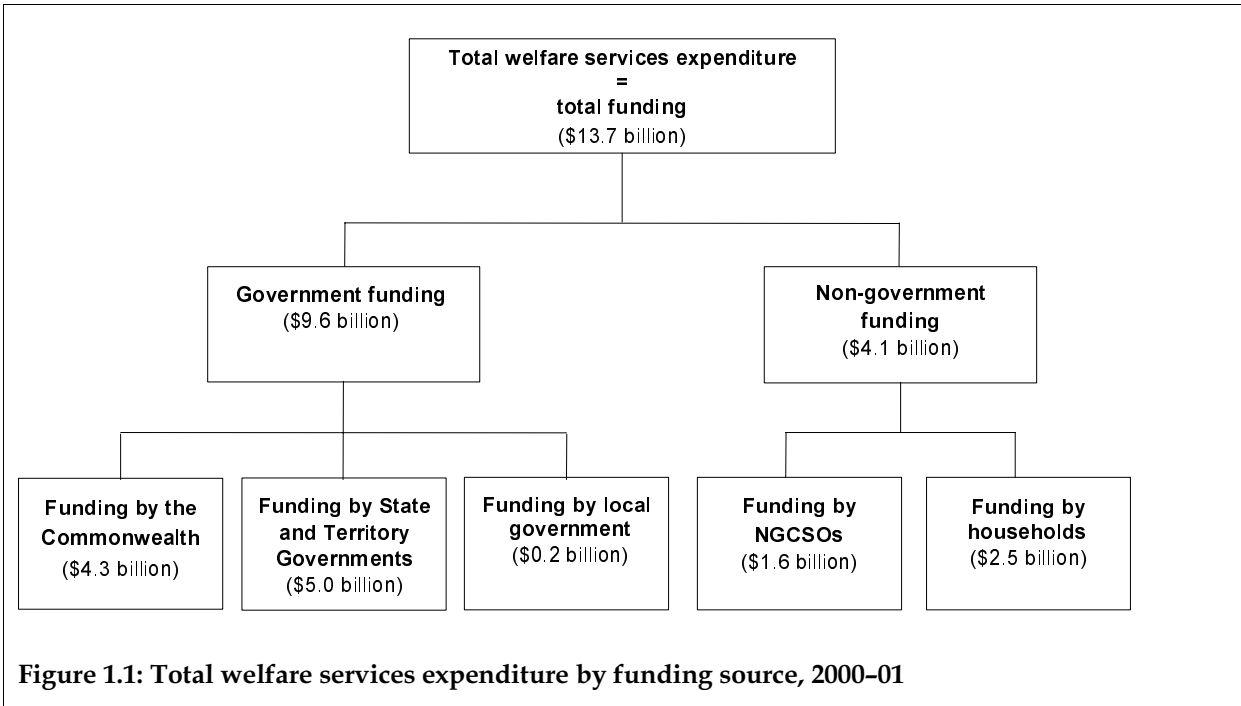 Total welfare services expenditure
=
total funding
($13.7 billion)
Government funding
($9.6 billion)
Non-government
funding
($4.1 billion)
Funding by the
Commonwealth
($4.3 billion)
Funding by State
and Territory
Governments
($5.0 billion)
Funding by local
government
($0.2 billion)
Funding by
NGCSOs
($1.6 billion)
Funding by
households
($2.5 billion)
Figure 1.1: Total welfare services expenditure by funding source, 2000–01